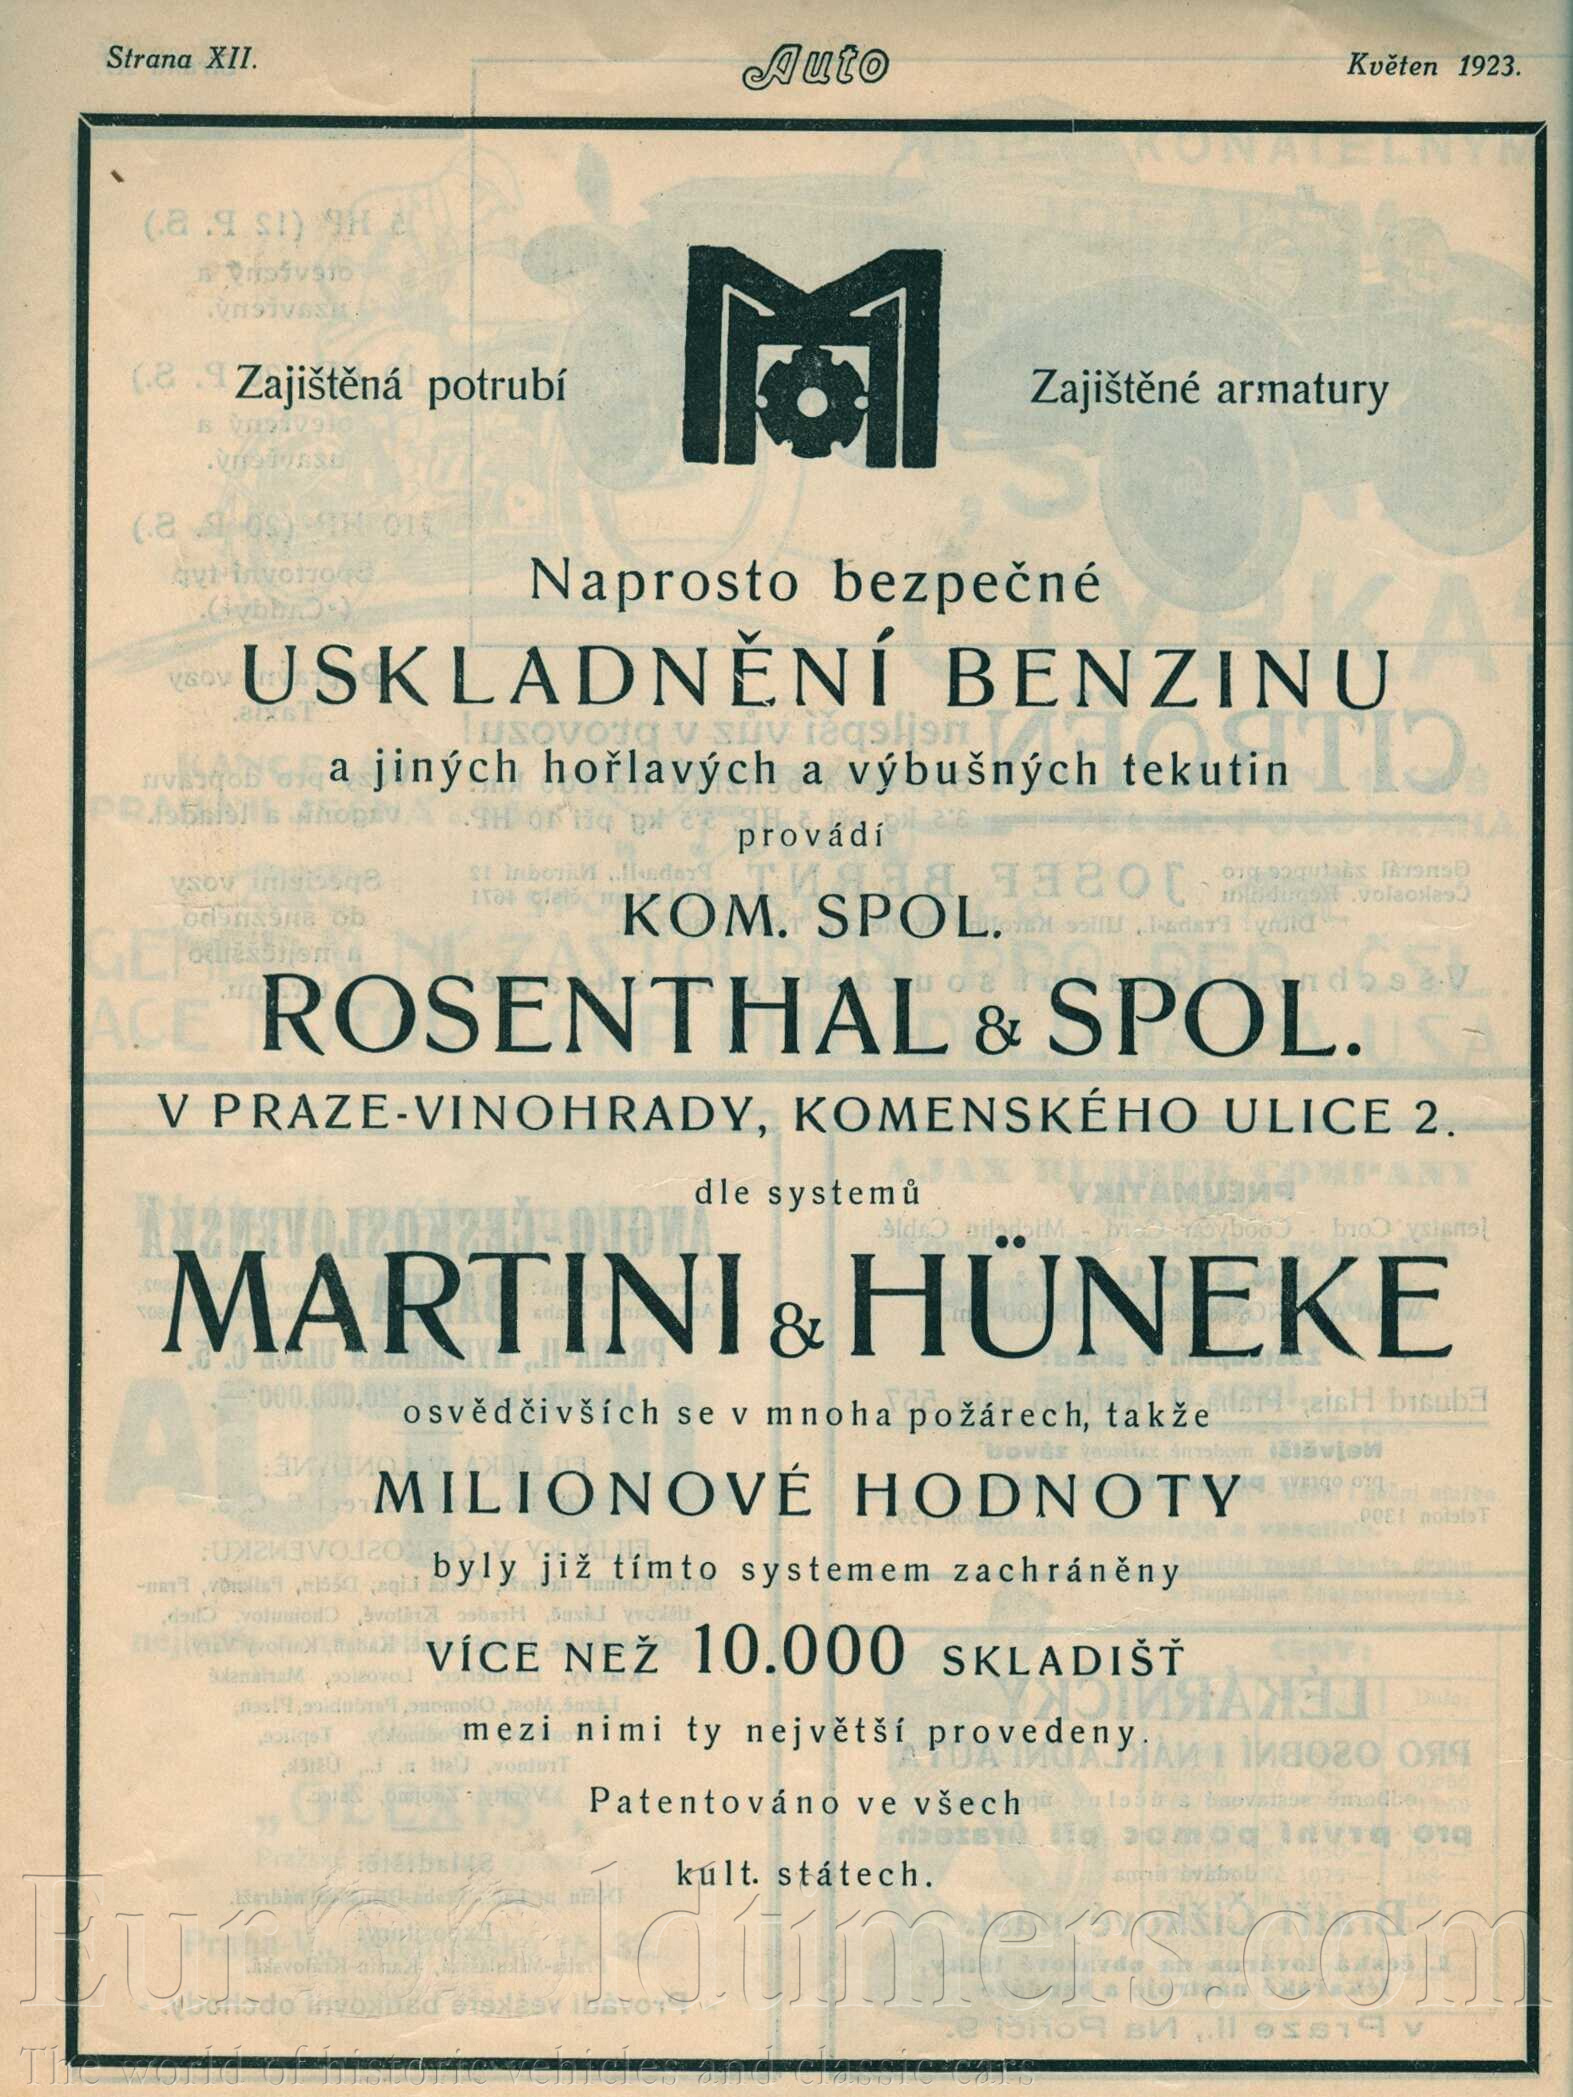 Strana XII.
Auto
Květen 1923.
Zajištěná potrubí
Zajištěné armatury
Naprosto bezpečné
USKLADNĚNÍ BENZINU
a jiných hořlavých a výbušných tekutin
provádí
KOM. SPOL.
ROSENTHAL & SPOL.
V PRAZE-VINOHRADY, KOMENSKÉHO ULICE 2.
dle systemů
MARTINI & HÜNEKE
osvědčivších se v mnoha požárech, takže
MILIONOVÉ HODNOTY
byly již tímto systemem zachráněny
VÍCE NEŽ 10.000 SKLADIŠŤ
mezi nimi ty největší provedeny.
Patentováno ve všech
kult. státech.
Eurooldtimers.com
The world of historic vehicles and classic cars